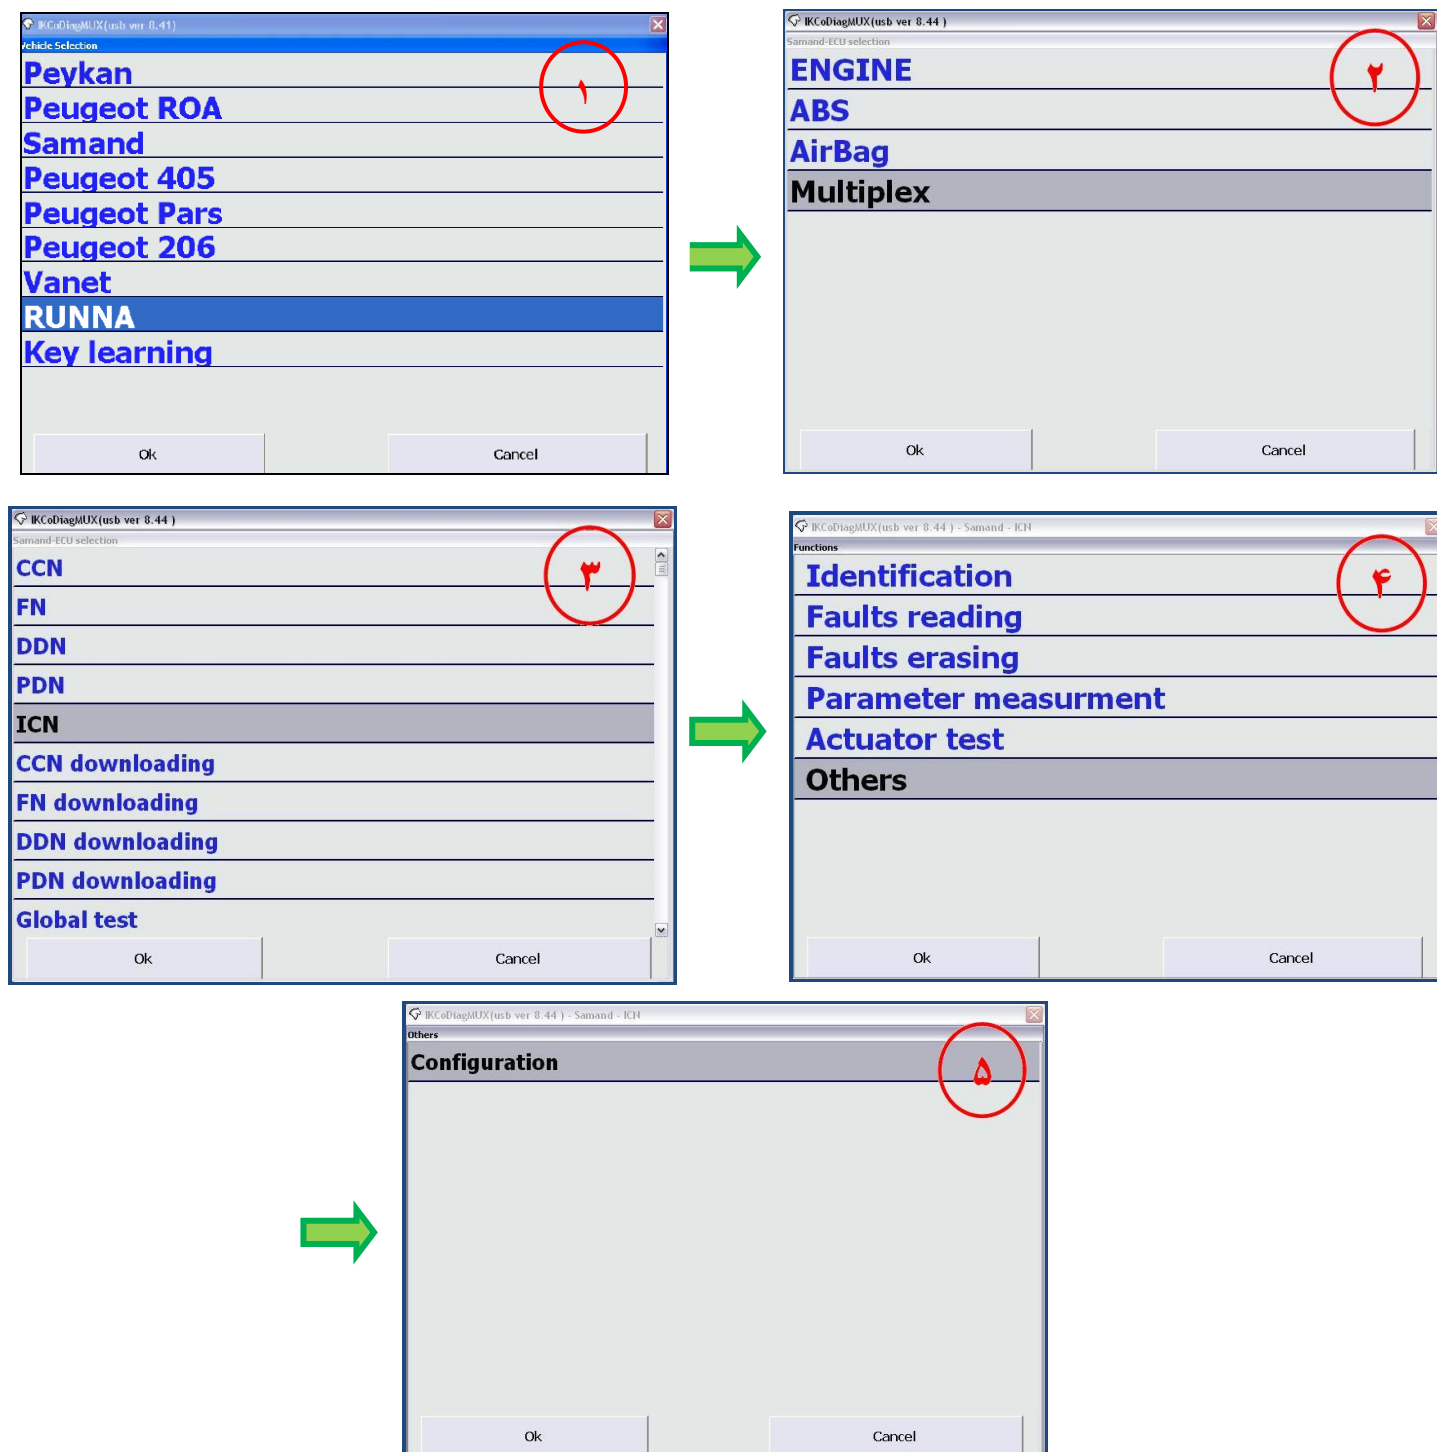 IKCoDiagMUX(usb ver 8.41)
Vehicle Selection
Peykan
Peugeot ROA
Samand
Peugeot 405
Peugeot Pars
Peugeot 206
Vanet
RUNNA
Key learning
Ok
Cancel
۱
IKCoDiagMUX(usb ver 8.44 )
Samand-ECU selection
ENGINE
ABS
AirBag
Multiplex
Ok
Cancel
۲
IKCoDiagMUX(usb ver 8.44 )
Samand-ECU selection
CCN
FN
DDN
PDN
ICN
CCN downloading
FN downloading
DDN downloading
PDN downloading
Global test
Ok
Cancel
۳
IKCoDiagMUX(usb ver 8.44 ) - Samand - ICN
Functions
Identification
Faults reading
Faults erasing
Parameter measurment
Actuator test
Others
Ok
Cancel
۴
IKCoDiagMUX(usb ver 8.44 ) - Samand - ICN
Others
Configuration
Ok
Cancel
۵